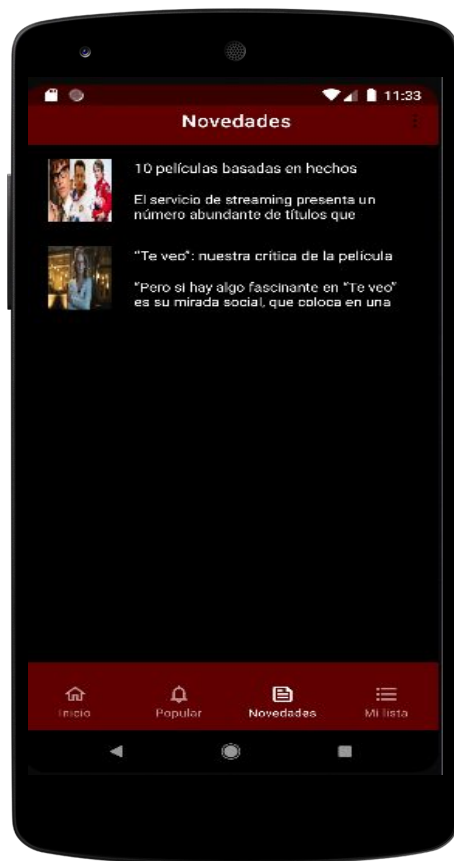 11:33
Novedades
10 películas basadas en hechos
El servicio de streaming presenta un
número abundante de títulos que
"Te veo": nuestra crítica de la película
"Pero si hay algo fascinante en "Te veo"
es su mirada social, que coloca en una
Inicio
Popular
Novedades
Mi lista